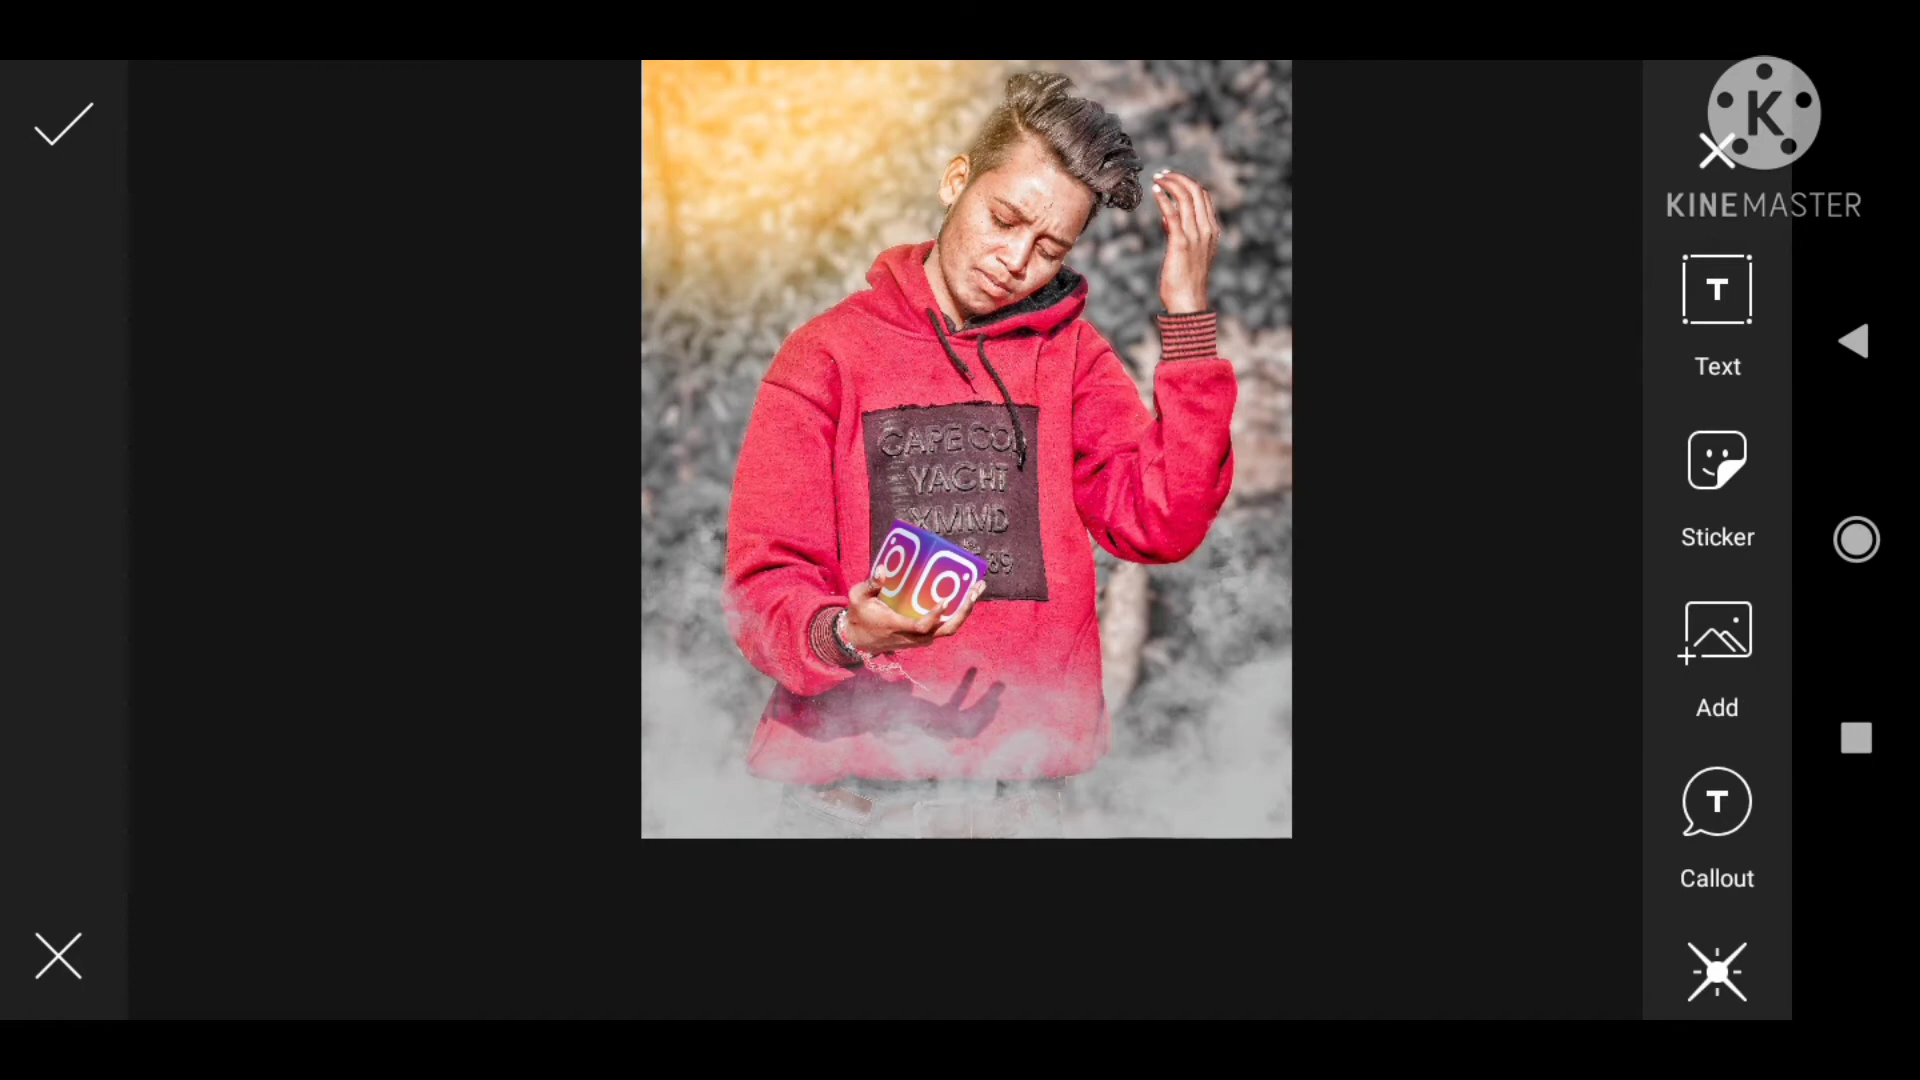 KINEMASTER
T
Text
Sticker
Add
T
Callout
CAPE CO
YACHT